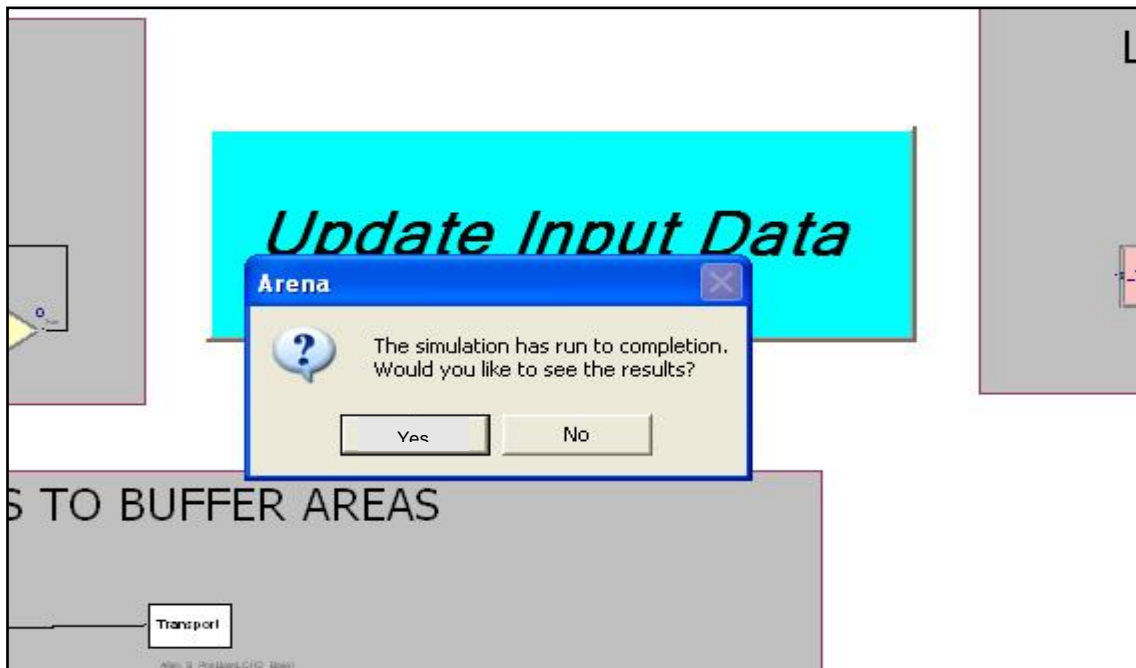 L
Update Input Data
Arena
The simulation has run to completion.
Would you like to see the results?
Yes
No
S TO BUFFER AREAS
Transport